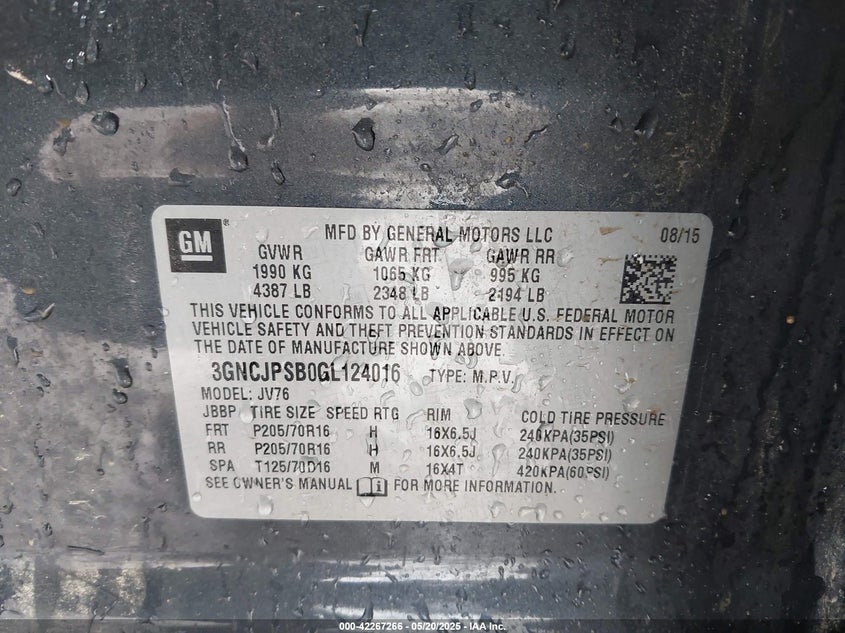 GM ®
MFD BY GENERAL MOTORS LLC 08/15
GVWR GAWR FRT. GAWR RR
1990 KG 1065 KG 995 KG
4387 LB 2348 LB 2194 LB
THIS VEHICLE CONFORMS TO ALL APPLICABLE U.S. FEDERAL MOTOR
VEHICLE SAFETY AND THEFT PREVENTION STANDARDS IN EFFECT ON
THE DATE OF MANUFACTURE SHOWN ABOVE.
3GNCJPSB0GL124016 TYPE: M.P.V.
MODEL: JV76
JBBP TIRE SIZE SPEED RTG RIM COLD TIRE PRESSURE
FRT P205/70R16 H 16X6.5J 240KPA(35PSI)
RR P205/70R16 H 16X6.5J 240KPA(35PSI)
SPA T125/70D16 M 16X4T 420KPA(60PSI)
SEE OWNER'S MANUAL FOR MORE INFORMATION.
000-42267266 - 05/20/2025 - IAA, Inc.